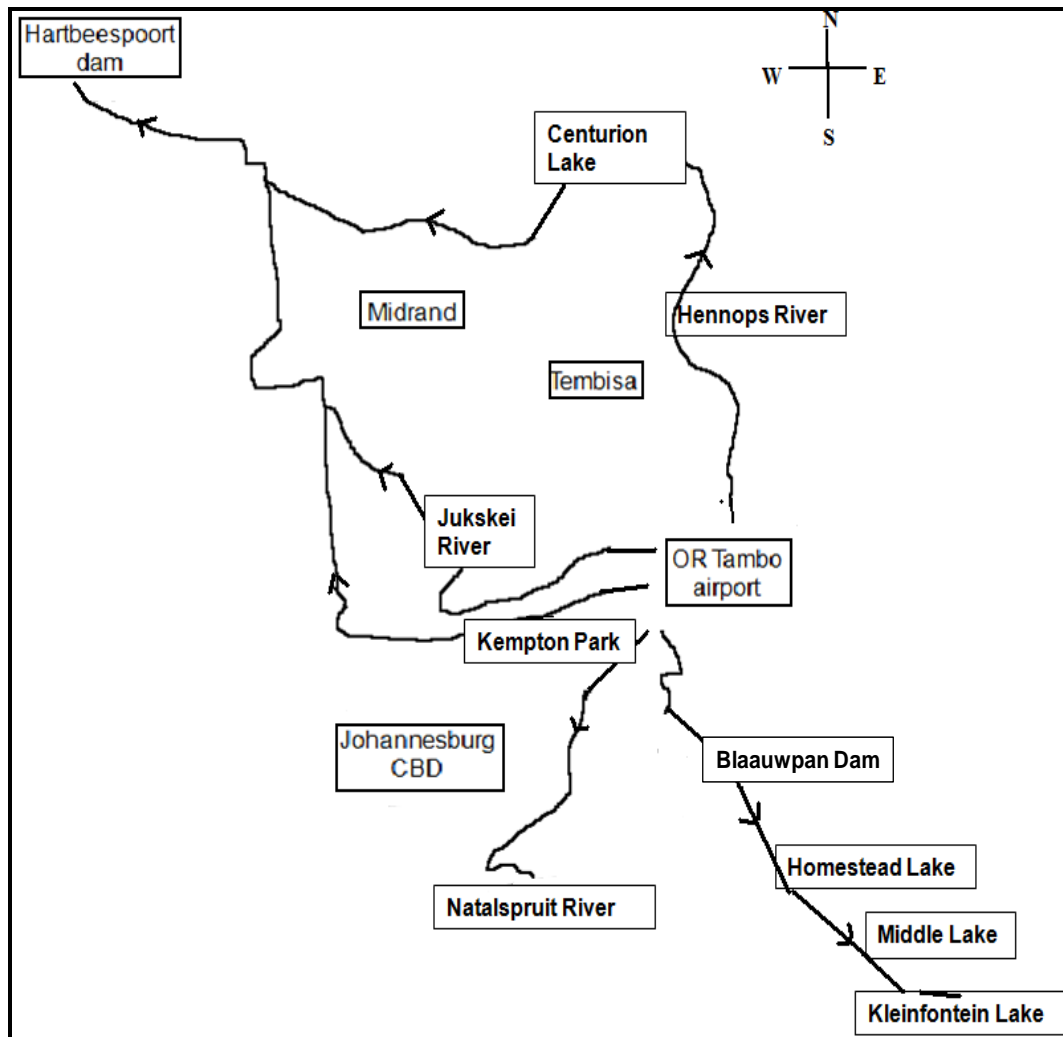 Hartbeespoort
dam
N
W
E
S
Centurion
Lake
Midrand
Hennops River
Tembisa
Jukskei
River
OR Tambo
airport
Kempton Park
Johannesburg
CBD
Blaauwpan Dam
Homestead Lake
Natalspruit River
Middle Lake
Kleinfontein Lake